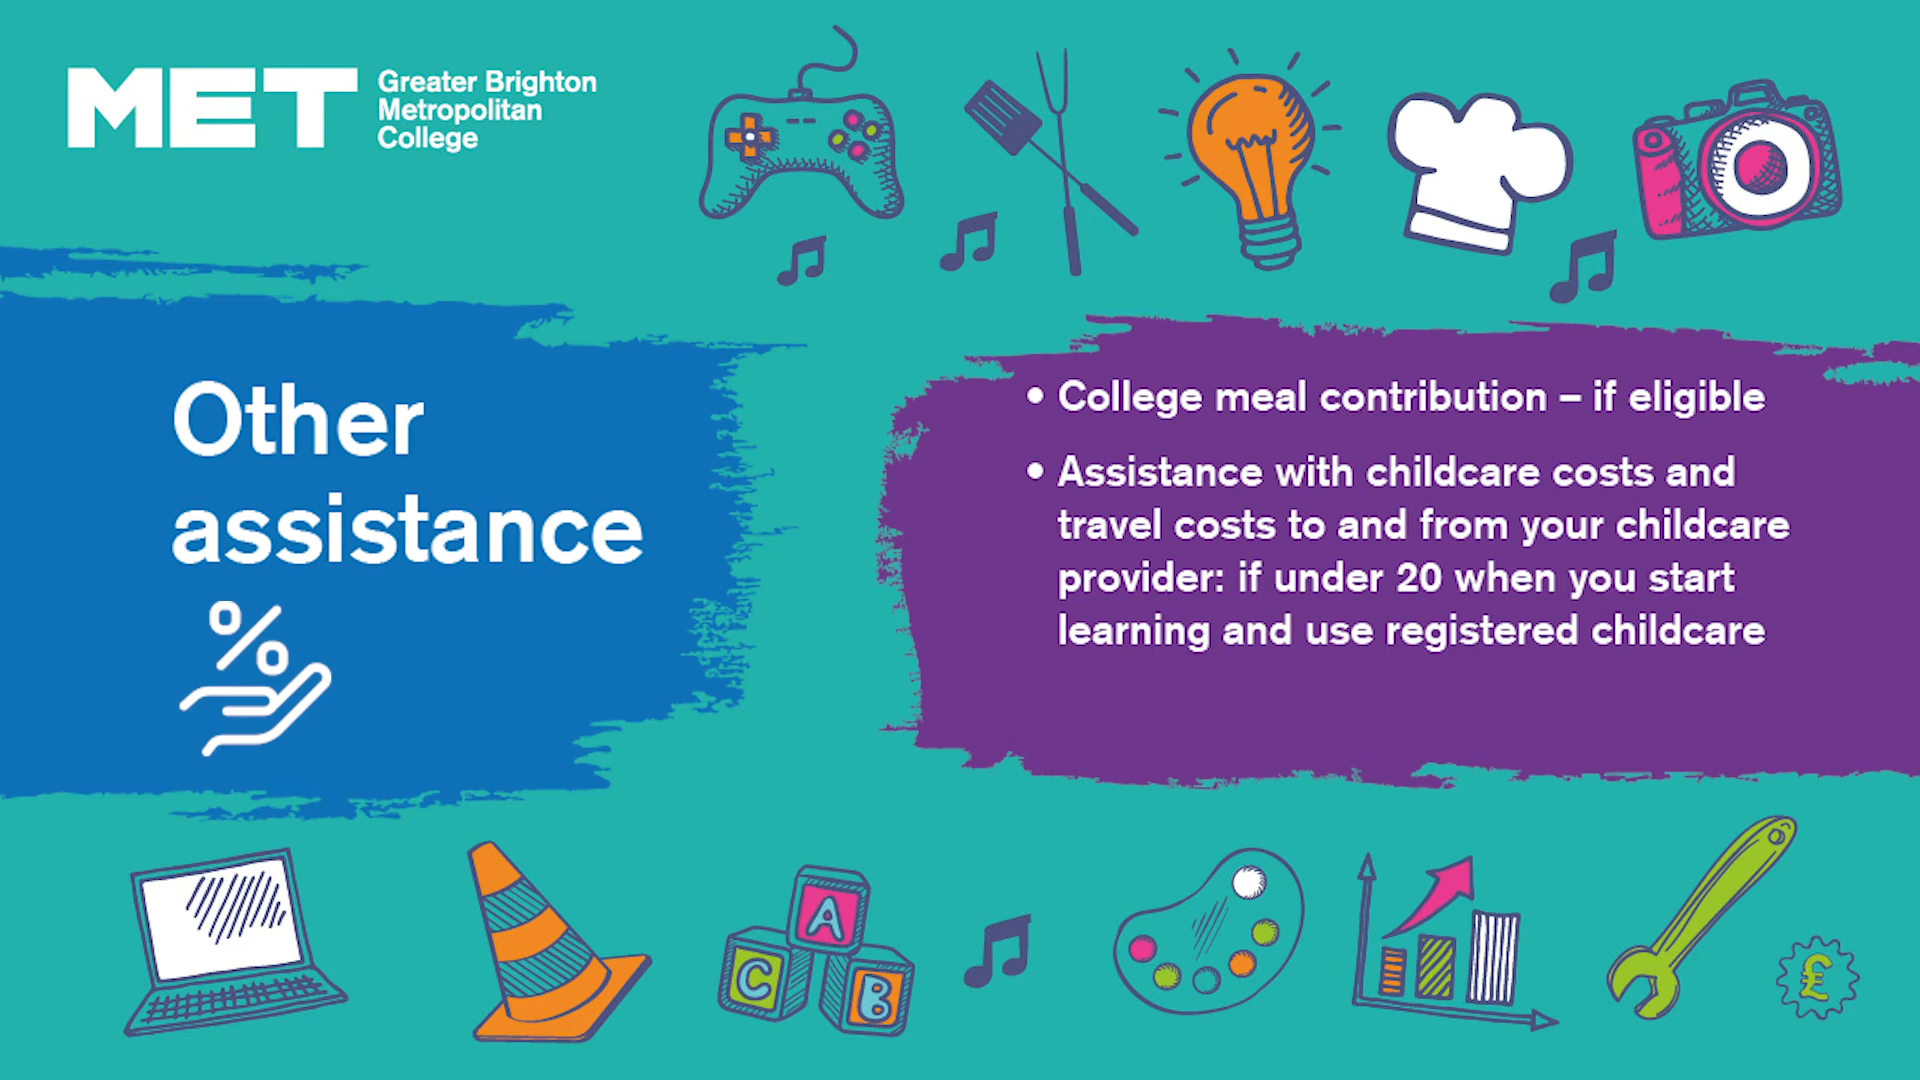 MET
Greater Brighton
Metropolitan
College
Other
assistance
%
• College meal contribution – if eligible
• Assistance with childcare costs and
travel costs to and from your childcare
provider: if under 20 when you start
learning and use registered childcare
A
C
B
£